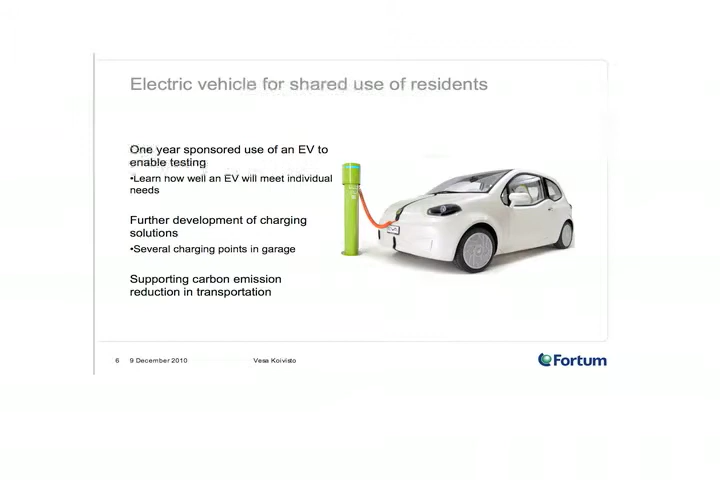 Electric vehicle for shared use of residents
One year sponsored use of an EV to
enable testing
•Learn how well an EV will meet individual
needs
Further development of charging
solutions
•Several charging points in garage
Supporting carbon emission
reduction in transportation
6 9 December 2010 Vesa Koivisto
Fortum